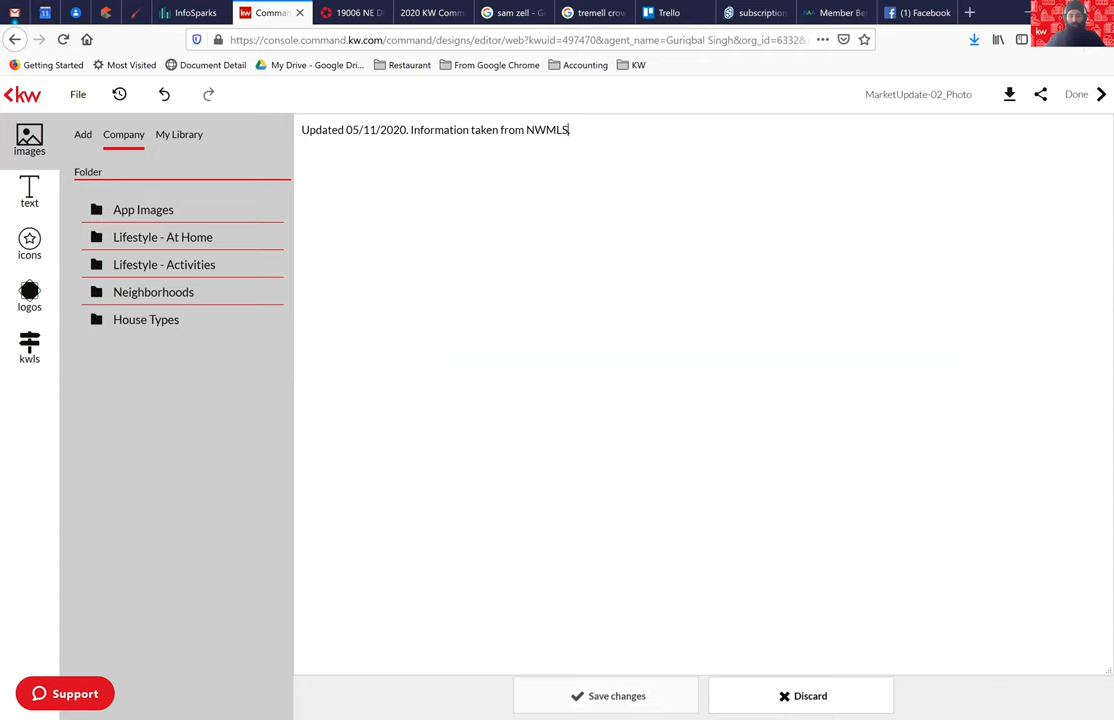 InfoSparks
kw Comman
19006 NE D
2020 KW Comm
sam zell - G
tremell crow
Trello
subscription
Member Be
(1) Facebook
https://console.command.kw.com/command/designs/editor/web?kwuid=497470&agent_name=Guriqbal Singh&org_id=6332
Getting Started
Most Visited
Document Detail
My Drive - Google Dri...
Restaurant
From Google Chrome
Accounting
KW
kw
kw
File
MarketUpdate-02_Photo
Done
images
text
icons
logos
kwls
Add
Company
My Library
Folder
App Images
Lifestyle - At Home
Lifestyle - Activities
Neighborhoods
House Types
Updated 05/11/2020. Information taken from NWMLS.
Support
Save changes
Discard